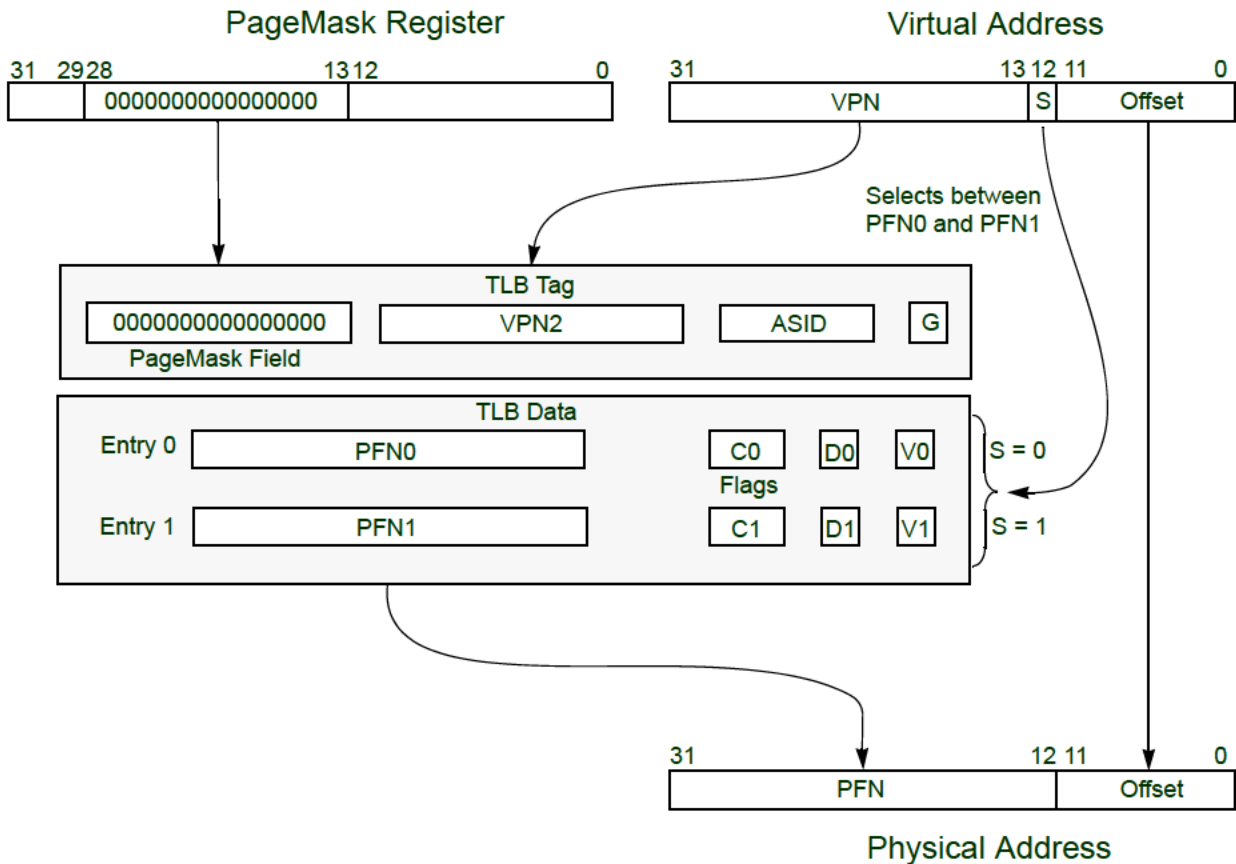 PageMask Register
Virtual Address
31 29 28 13 12 0
31 13 12 11 0
0000000000000000
VPN S Offset
Selects between
PFN0 and PFN1
TLB Tag
0000000000000000 VPN2 ASID G
PageMask Field
TLB Data
Entry 0 PFN0 C0 D0 V0 S = 0
Flags
Entry 1 PFN1 C1 D1 V1 S = 1
31 12 11 0
PFN Offset
Physical Address